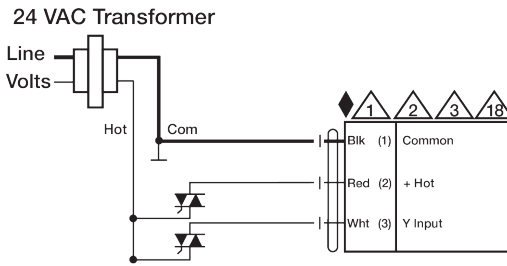 24 VAC Transformer
Line
Volts
Hot
Com
1 2 3 18
Blk (1) Common
Red (2) + Hot
Wht (3) Y Input